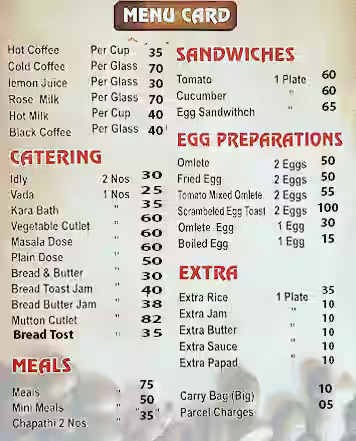 MENU CARD
Hot Coffee Per Cup 35
Cold Coffee Per Glass 70
lemon Juice Per Glass 30
Rose Milk Per Glass 70
Hot Milk Per Cup 40
Black Coffee Per Glass 40
CATERING
Idly 2 Nos 30
Vada 1 Nos 25
Kara Bath " 35
Vegetable Cutlet " 60
Masala Dose " 60
Plain Dose " 50
Bread & Butter " 30
Bread Toast Jam " 40
Bread Butter Jam " 38
Mutton Cutlet " 82
Bread Tost " 35
MEALS
Meals " 75
Mini Meals " 50
Chapathi 2 Nos " 35"
SANDWICHES
Tomato 1 Plate 60
Cucumber " 60
Egg Sandwithch " 65
EGG PREPARATIONS
Omlete 2 Eggs 50
Fried Egg 2 Eggs 50
Tomato Mixed Omlete 2 Eggs 55
Scrambeled Egg Toast 2 Eggs 100
Omlete Egg 1 Egg 30
Boiled Egg 1 Egg 15
EXTRA
Extra Rice 1 Plate 35
Extra Jam " 10
Extra Butter " 10
Extra Sauce " 10
Extra Papad " 10
Carry Bag (Big) 10
Parcel Charges 05